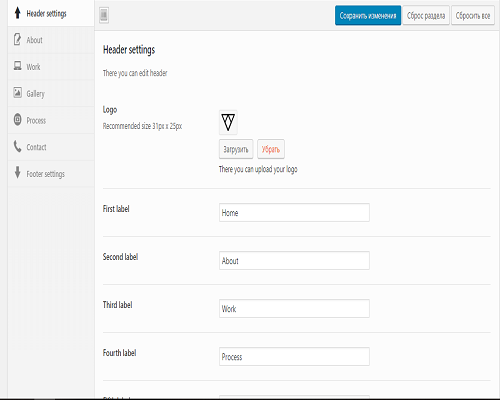 Header settings
About
Work
Gallery
Process
Contact
Footer settings
Сохранить изменения
Сброс раздела
Сбросить все
Header settings
There you can edit header
Logo
Recommended size 31px x 25px
Загрузить
Убрать
There you can upload your logo
First label
Home
Second label
About
Third label
Work
Fourth label
Process